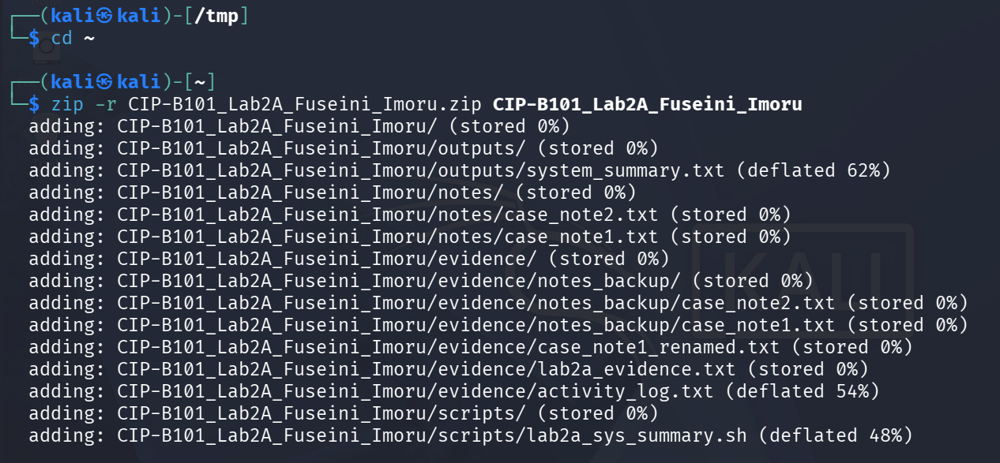 ┌──(kali㉿kali)-[/tmp]
└─$ cd ~
┌──(kali㉿kali)-[~]
└─$ zip -r CIP-B101_Lab2A_Fuseini_Imoru.zip CIP-B101_Lab2A_Fuseini_Imoru
adding: CIP-B101_Lab2A_Fuseini_Imoru/ (stored 0%)
adding: CIP-B101_Lab2A_Fuseini_Imoru/outputs/ (stored 0%)
adding: CIP-B101_Lab2A_Fuseini_Imoru/outputs/system_summary.txt (deflated 62%)
adding: CIP-B101_Lab2A_Fuseini_Imoru/notes/ (stored 0%)
adding: CIP-B101_Lab2A_Fuseini_Imoru/notes/case_note2.txt (stored 0%)
adding: CIP-B101_Lab2A_Fuseini_Imoru/notes/case_note1.txt (stored 0%)
adding: CIP-B101_Lab2A_Fuseini_Imoru/evidence/ (stored 0%)
adding: CIP-B101_Lab2A_Fuseini_Imoru/evidence/notes_backup/ (stored 0%)
adding: CIP-B101_Lab2A_Fuseini_Imoru/evidence/notes_backup/case_note2.txt (stored 0%)
adding: CIP-B101_Lab2A_Fuseini_Imoru/evidence/notes_backup/case_note1.txt (stored 0%)
adding: CIP-B101_Lab2A_Fuseini_Imoru/evidence/case_note1_renamed.txt (stored 0%)
adding: CIP-B101_Lab2A_Fuseini_Imoru/evidence/lab2a_evidence.txt (stored 0%)
adding: CIP-B101_Lab2A_Fuseini_Imoru/evidence/activity_log.txt (deflated 54%)
adding: CIP-B101_Lab2A_Fuseini_Imoru/scripts/ (stored 0%)
adding: CIP-B101_Lab2A_Fuseini_Imoru/scripts/lab2a_sys_summary.sh (deflated 48%)
KALI